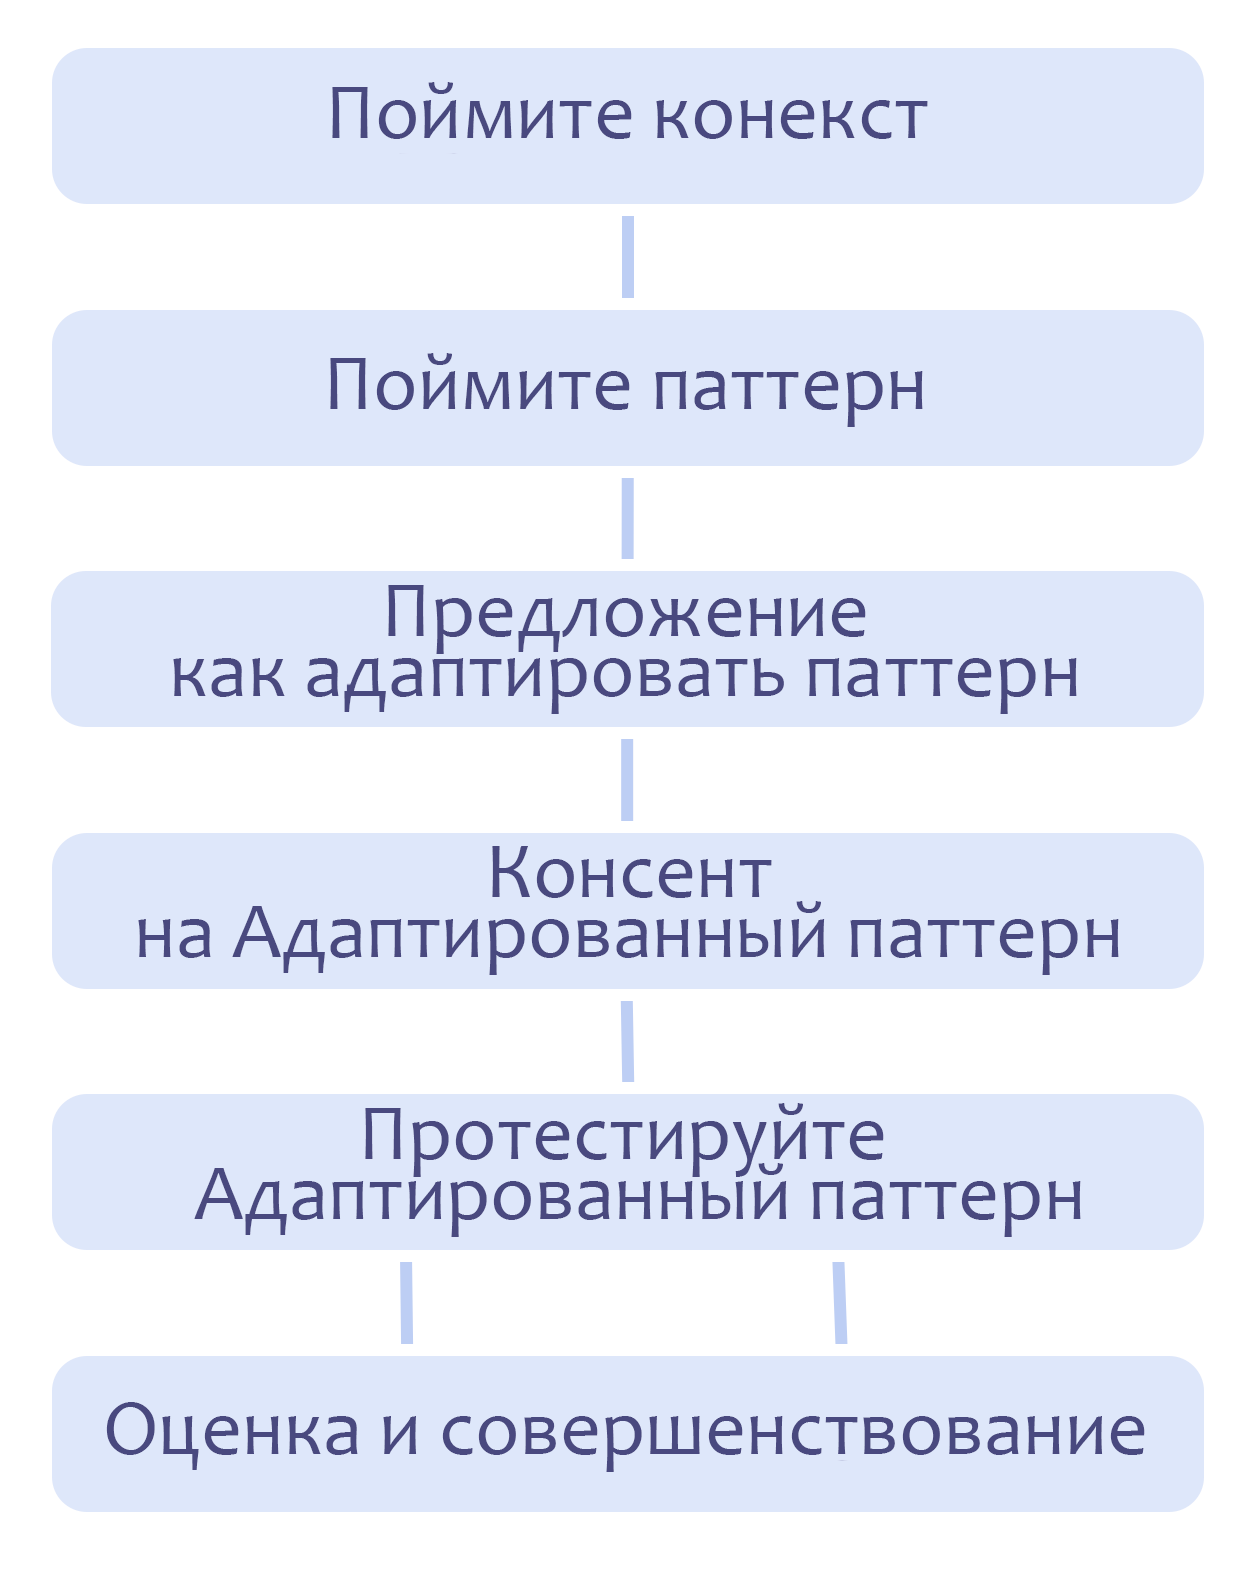 Поймите конекст
Поймите паттерн
Предложение
как адаптировать паттерн
Консент
на Адаптированный паттерн
Протестируйте
Адаптированный паттерн
Оценка и совершенствование